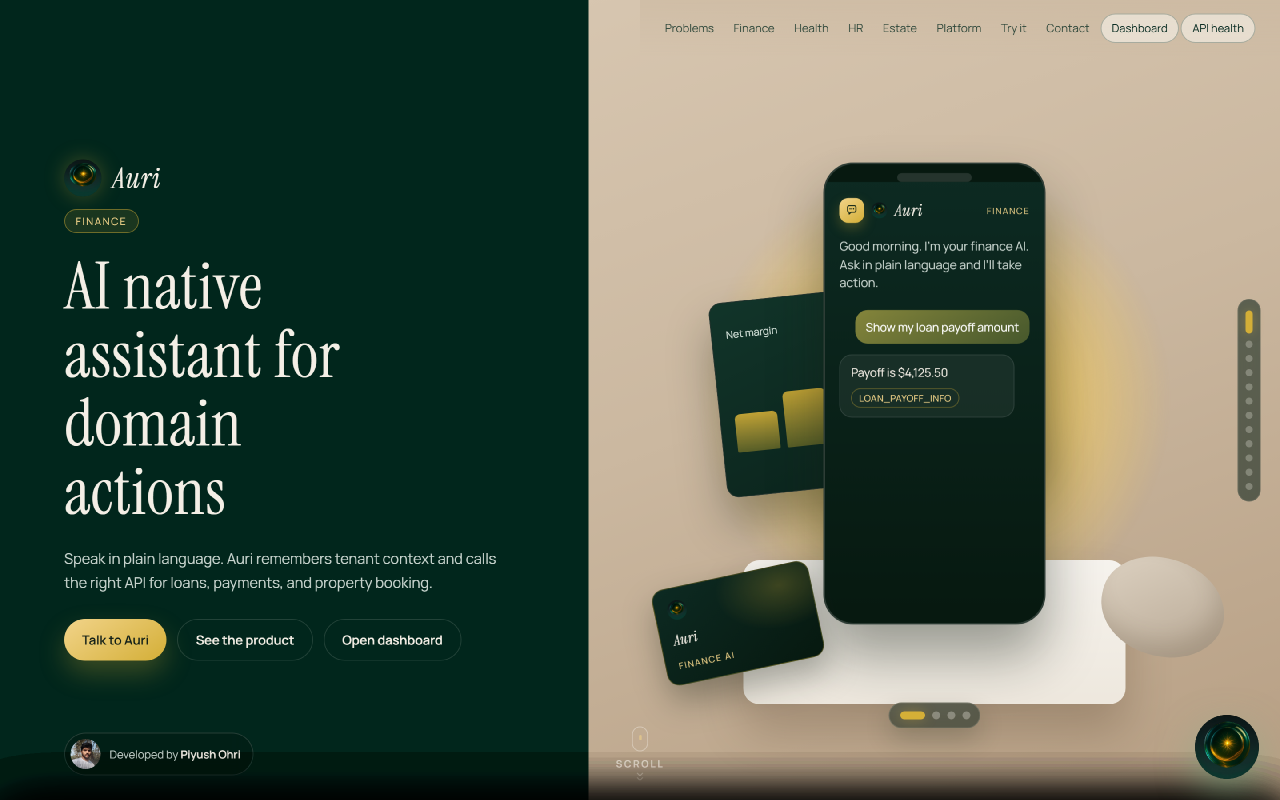 Problems Finance Health HR Estate Platform Try it Contact Dashboard API health
Auri
FINANCE
AI native
assistant for
domain
actions
Speak in plain language. Auri remembers tenant context and calls
the right API for loans, payments, and property booking.
Talk to Auri See the product Open dashboard
Developed by Piyush Ohri
Auri FINANCE
Good morning. I'm your finance AI.
Ask in plain language and I'll take
action.
Show my loan payoff amount
Payoff is $4,125.50
LOAN_PAYOFF_INFO
Net margin
Auri
FINANCE AI
SCROLL